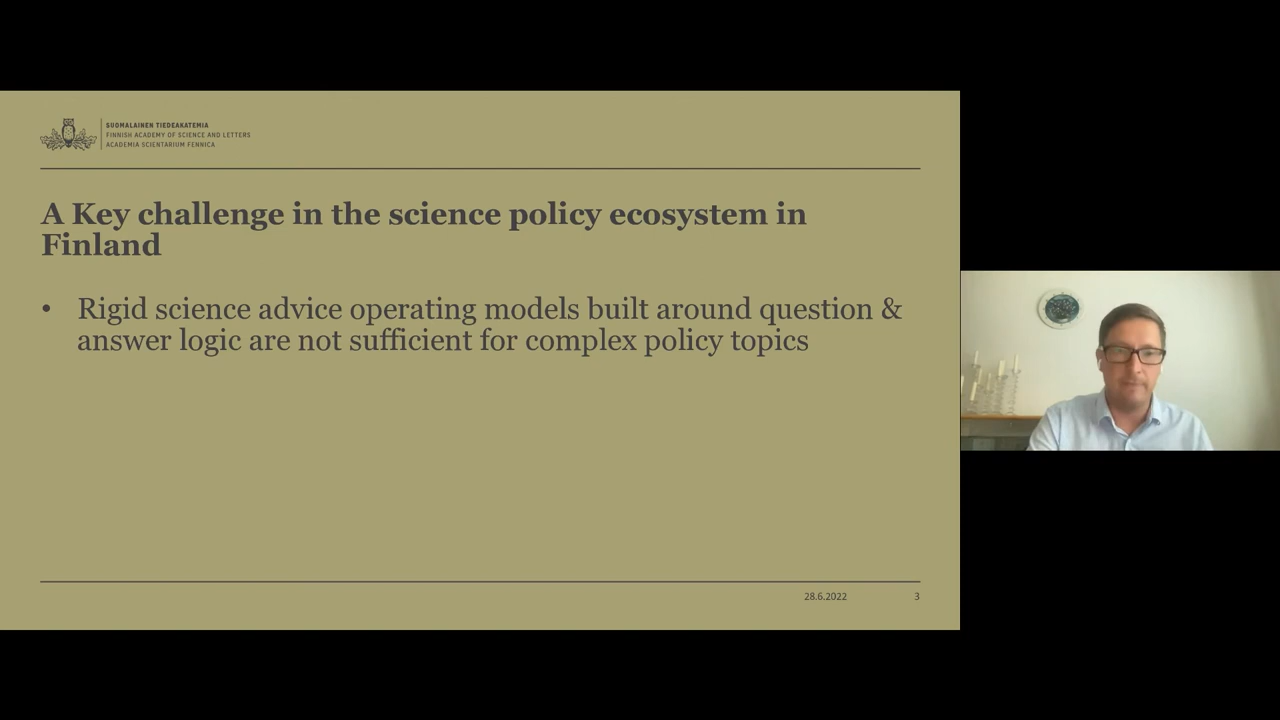 SUOMALAINEN TIEDEAKATEMIA
FINNISH ACADEMY OF SCIENCE AND LETTERS
ACADEMIA SCIENTARIUM FENNICA
A Key challenge in the science policy ecosystem in
Finland
• Rigid science advice operating models built around question &
answer logic are not sufficient for complex policy topics
28.6.2022
3